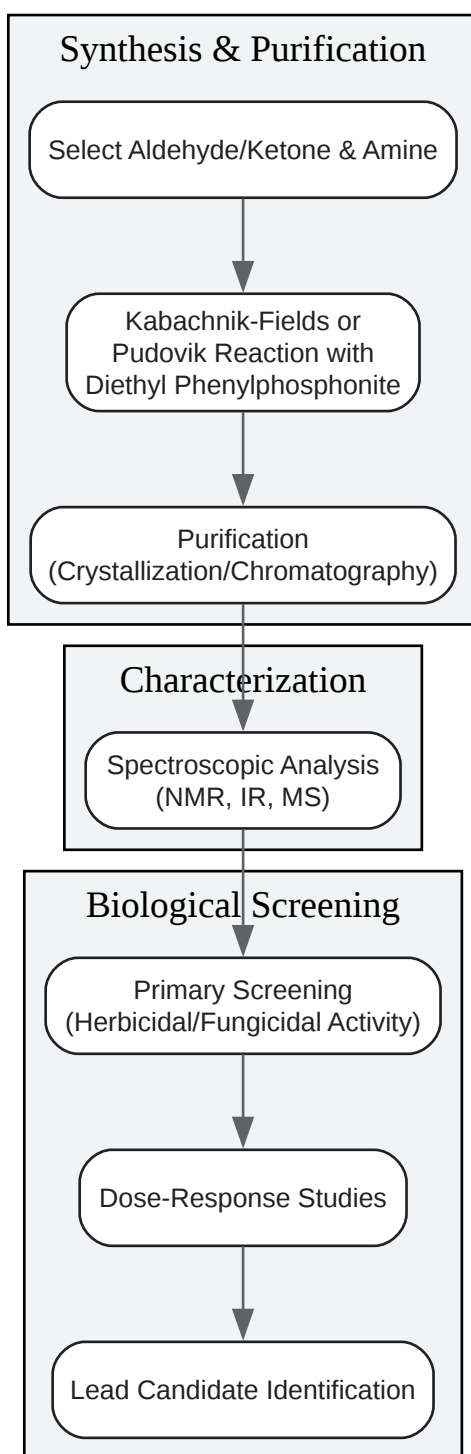 Synthesis & Purification
Select Aldehyde/Ketone & Amine
Kabachnik-Fields or
Pudovik Reaction with
Diethyl Phenylphosphonite
Purification
(Crystallization/Chromatography)
Characterization
Spectroscopic Analysis
(NMR, IR, MS)
Biological Screening
Primary Screening
(Herbicidal/Fungicidal Activity)
Dose-Response Studies
Lead Candidate Identification